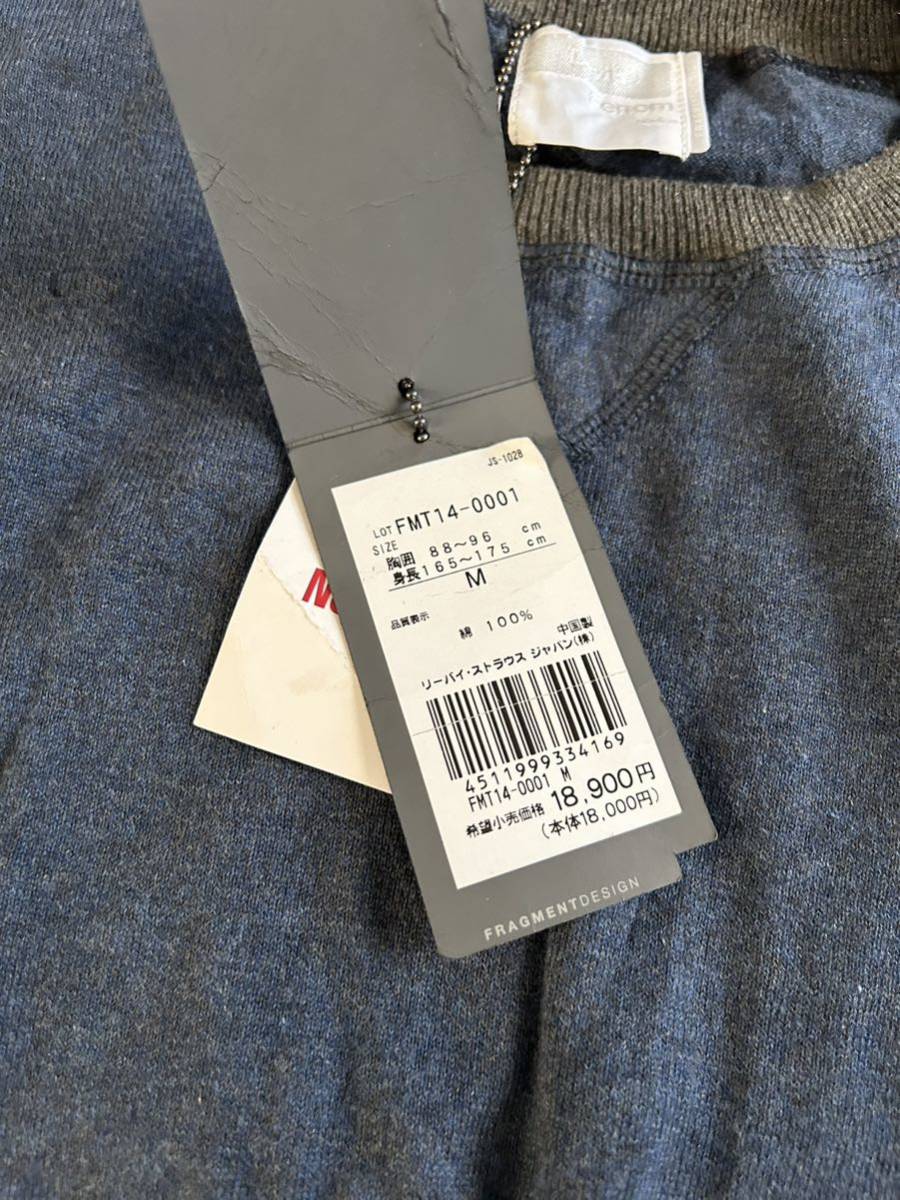 JS-1028
LOT FMT14-0001
SIZE
胸囲 88～96 cm
身長165～175 cm
M
品質表示
綿 100%
中国製
リーバイ・ストラウス ジャパン(株)
4511999334169
FMT14-0001 M
希望小売価格 18,900円
(本体18,000円)
FRAGMENTDESIGN